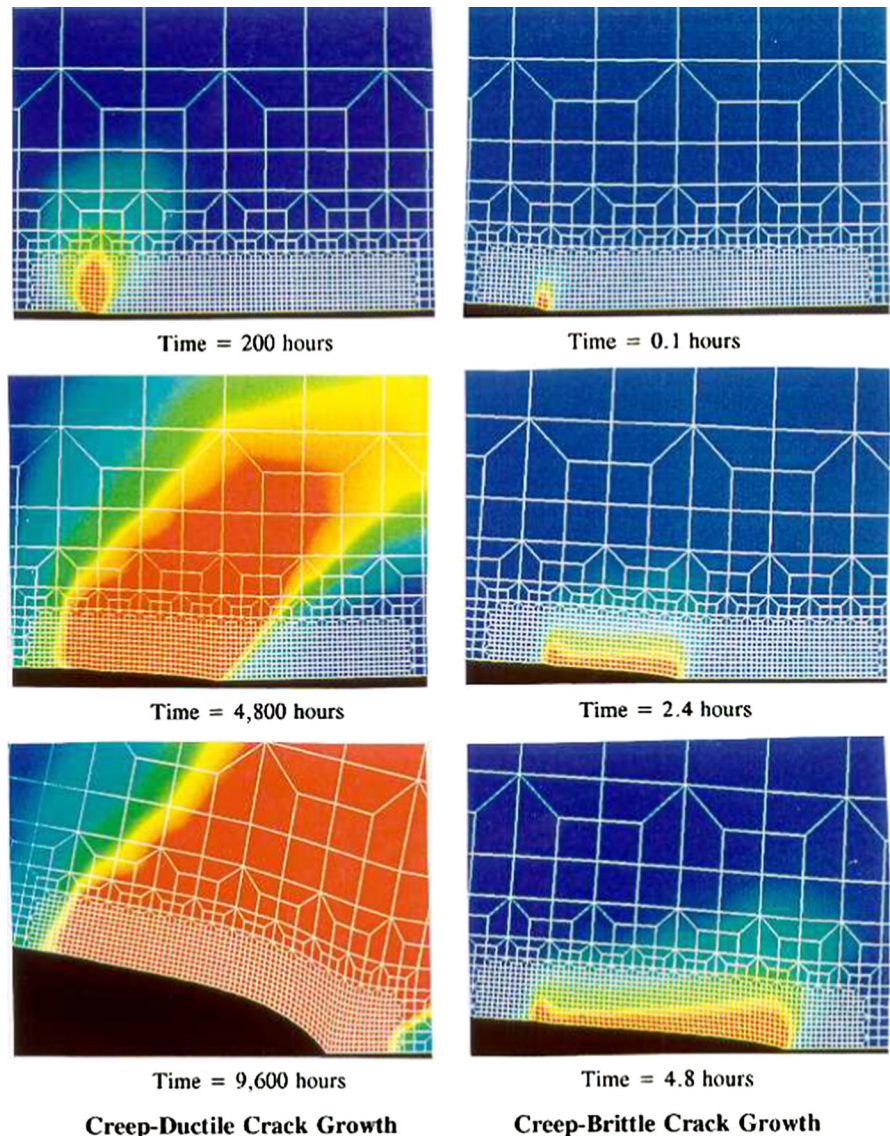 Time = 200 hours
Time = 0.1 hours
Time = 4,800 hours
Time = 2.4 hours
Time = 9,600 hours
Time = 4.8 hours
Creep-Ductile Crack Growth
Creep-Brittle Crack Growth